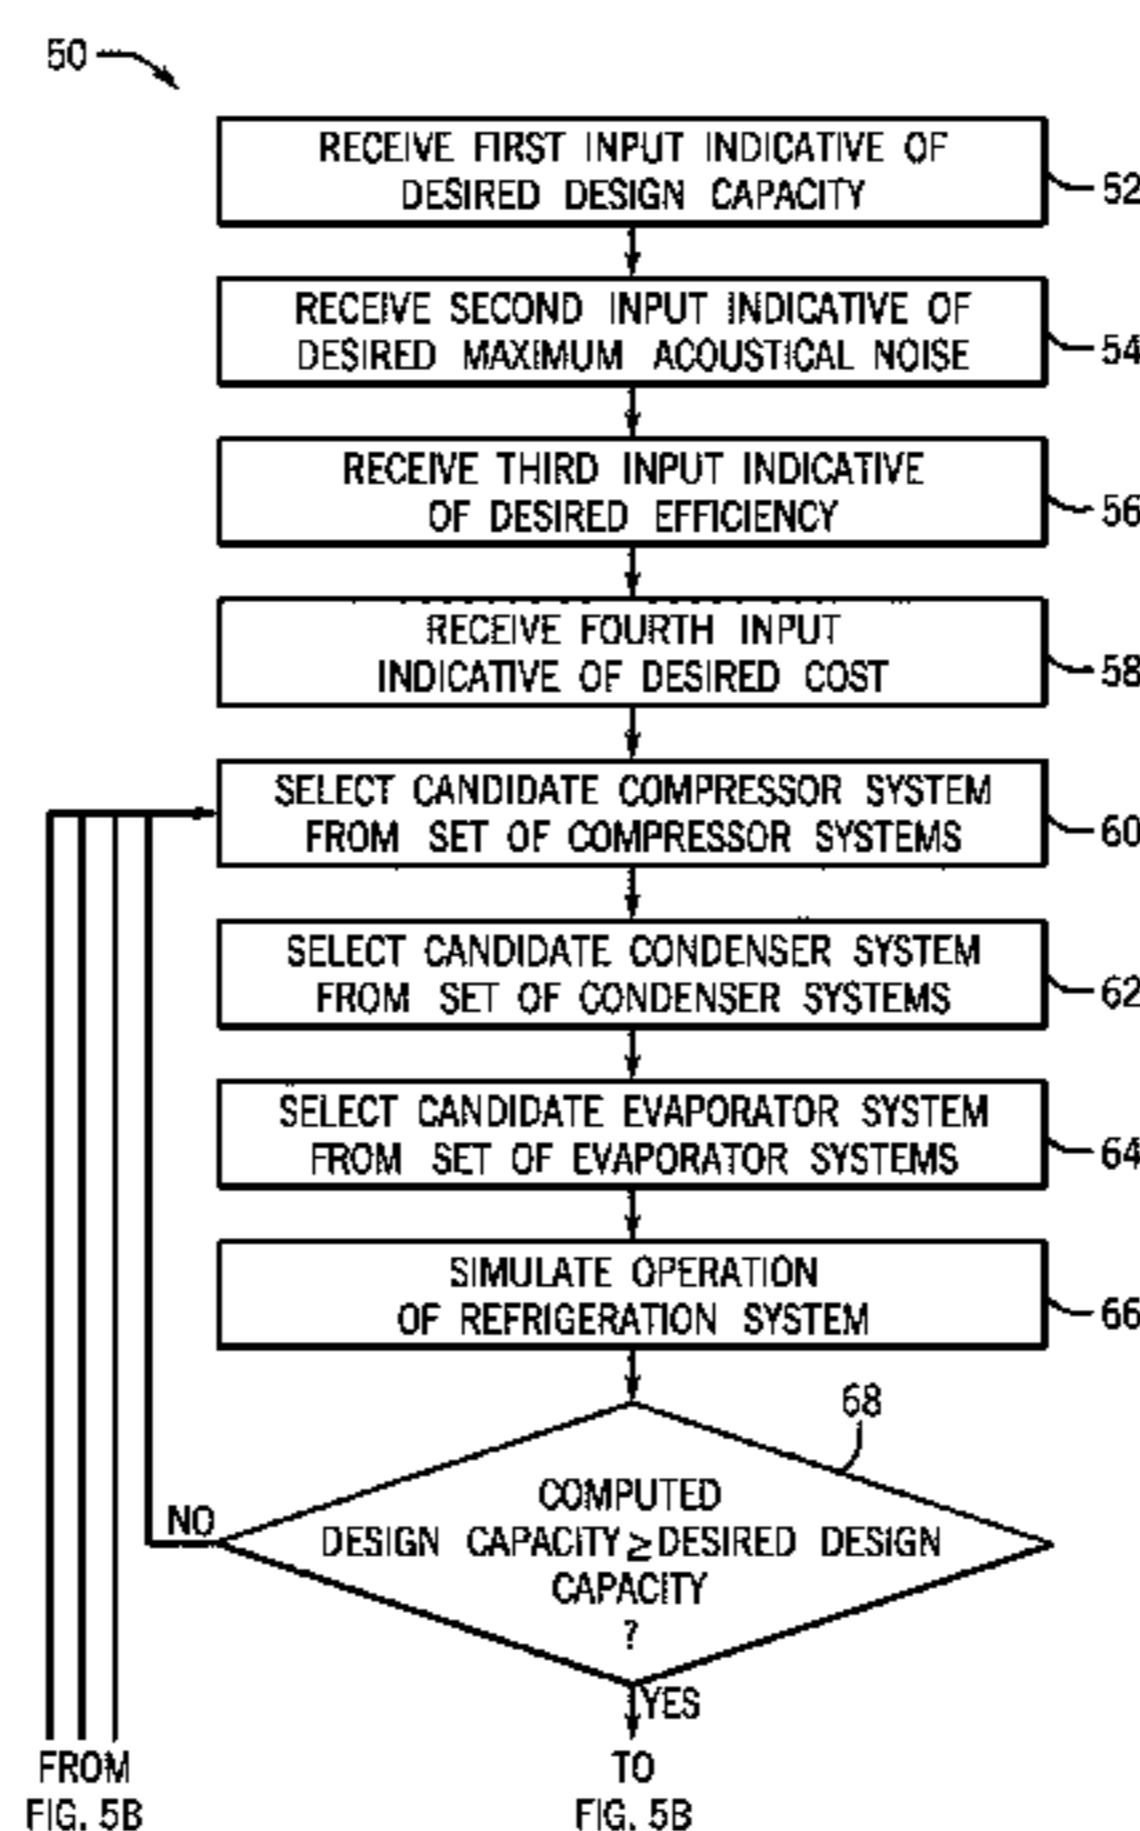 50
RECEIVE FIRST INPUT INDICATIVE OF
DESIRED DESIGN CAPACITY
52
RECEIVE SECOND INPUT INDICATIVE OF
DESIRED MAXIMUM ACOUSTICAL NOISE
54
RECEIVE THIRD INPUT INDICATIVE
OF DESIRED EFFICIENCY
56
RECEIVE FOURTH INPUT
INDICATIVE OF DESIRED COST
58
SELECT CANDIDATE COMPRESSOR SYSTEM
FROM SET OF COMPRESSOR SYSTEMS
60
SELECT CANDIDATE CONDENSER SYSTEM
FROM SET OF CONDENSER SYSTEMS
62
SELECT CANDIDATE EVAPORATOR SYSTEM
FROM SET OF EVAPORATOR SYSTEMS
64
SIMULATE OPERATION
OF REFRIGERATION SYSTEM
66
68
COMPUTED
DESIGN CAPACITY ≥ DESIRED DESIGN
CAPACITY
?
NO
YES
FROM
FIG. 5B
TO
FIG. 5B